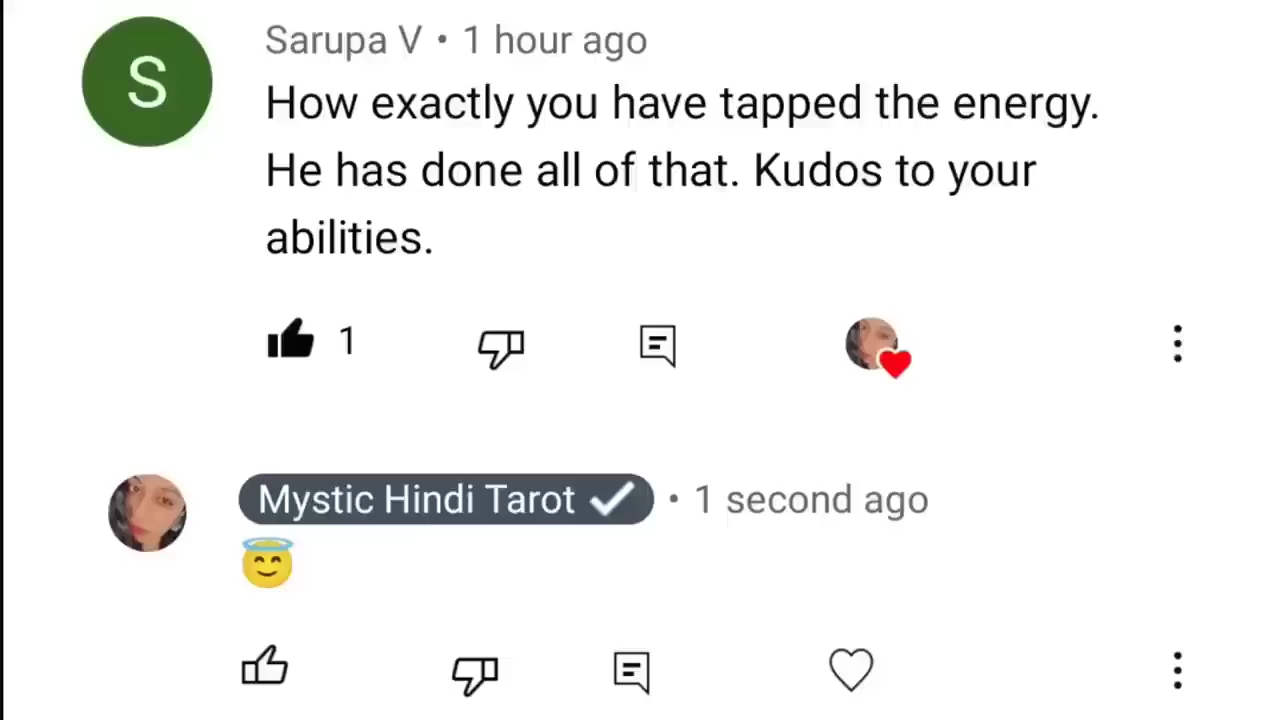 Sarupa V • 1 hour ago
How exactly you have tapped the energy.
He has done all of that. Kudos to your
abilities.
1
Mystic Hindi Tarot • 1 second ago